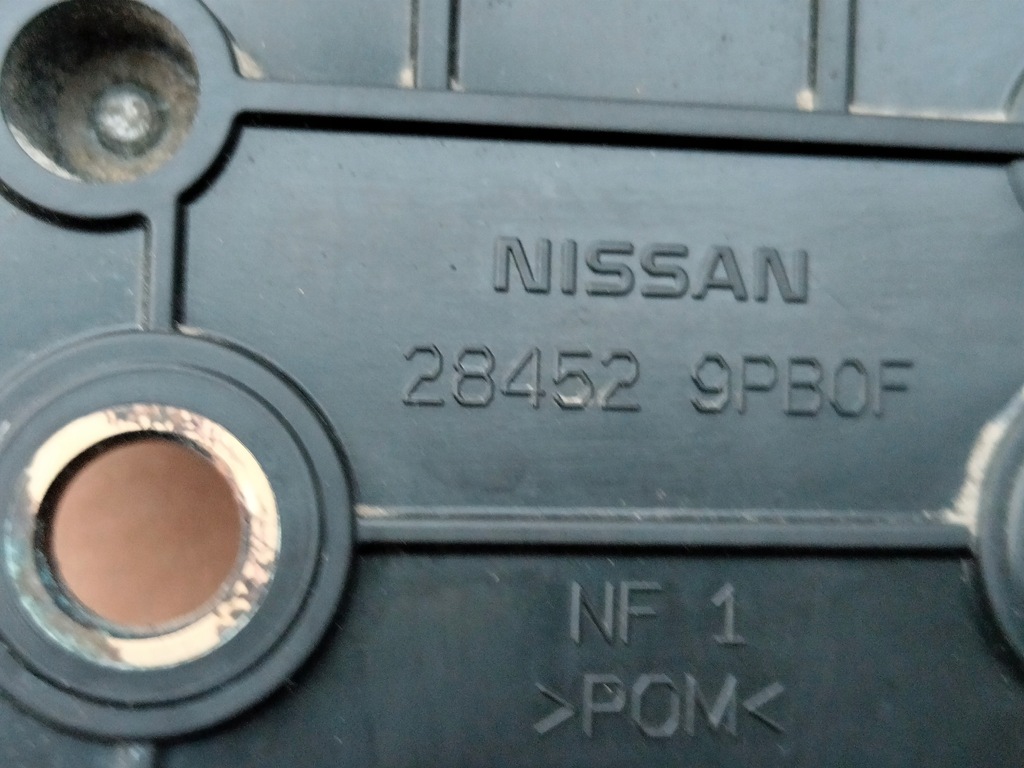 NISSAN
28452 9PB0F
NF 1
>POM<